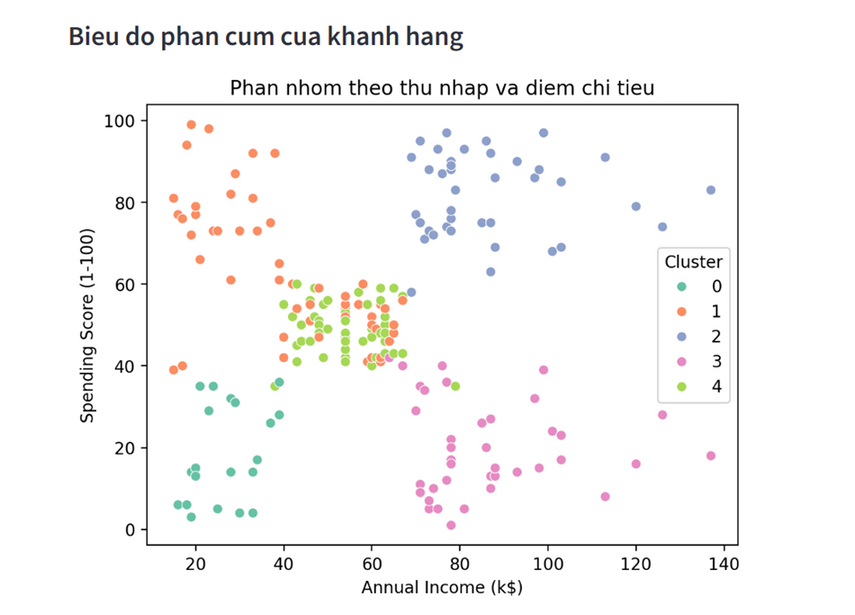 Bieu do phan cum cua khanh hang
Phan nhom theo thu nhap va diem chi tieu
100
80
60
40
20
0
Spending Score (1-100)
Cluster
0
1
2
3
4
20 40 60 80 100 120 140
Annual Income (k$)